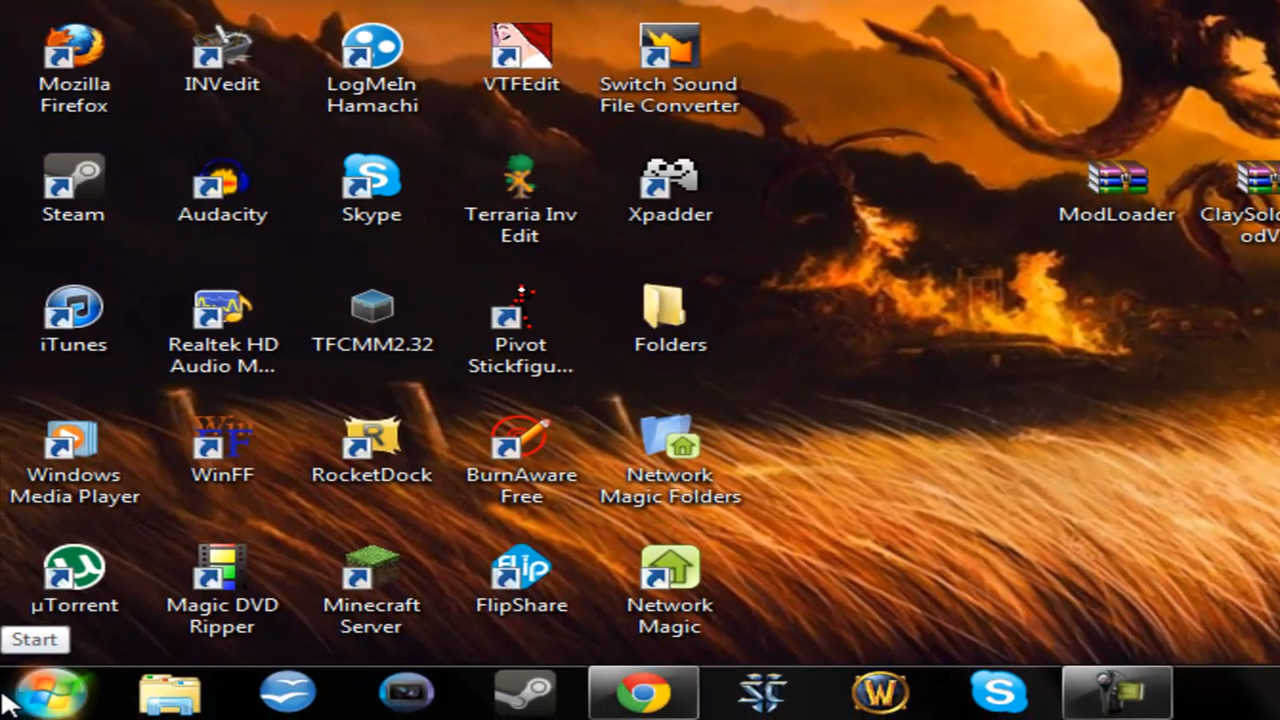 Mozilla
Firefox
INVedit
LogMeIn
Hamachi
VTFEdit
Switch Sound
File Converter
Steam
Audacity
Skype
Terraria Inv
Edit
Xpadder
ModLoader
ClaySol
odV
iTunes
Realtek HD
Audio M...
TFCMM2.32
Pivot
Stickfigu...
Folders
Windows
Media Player
WinFF
RocketDock
BurnAware
Free
Network
Magic Folders
µTorrent
Magic DVD
Ripper
Minecraft
Server
FlipShare
Network
Magic
Start